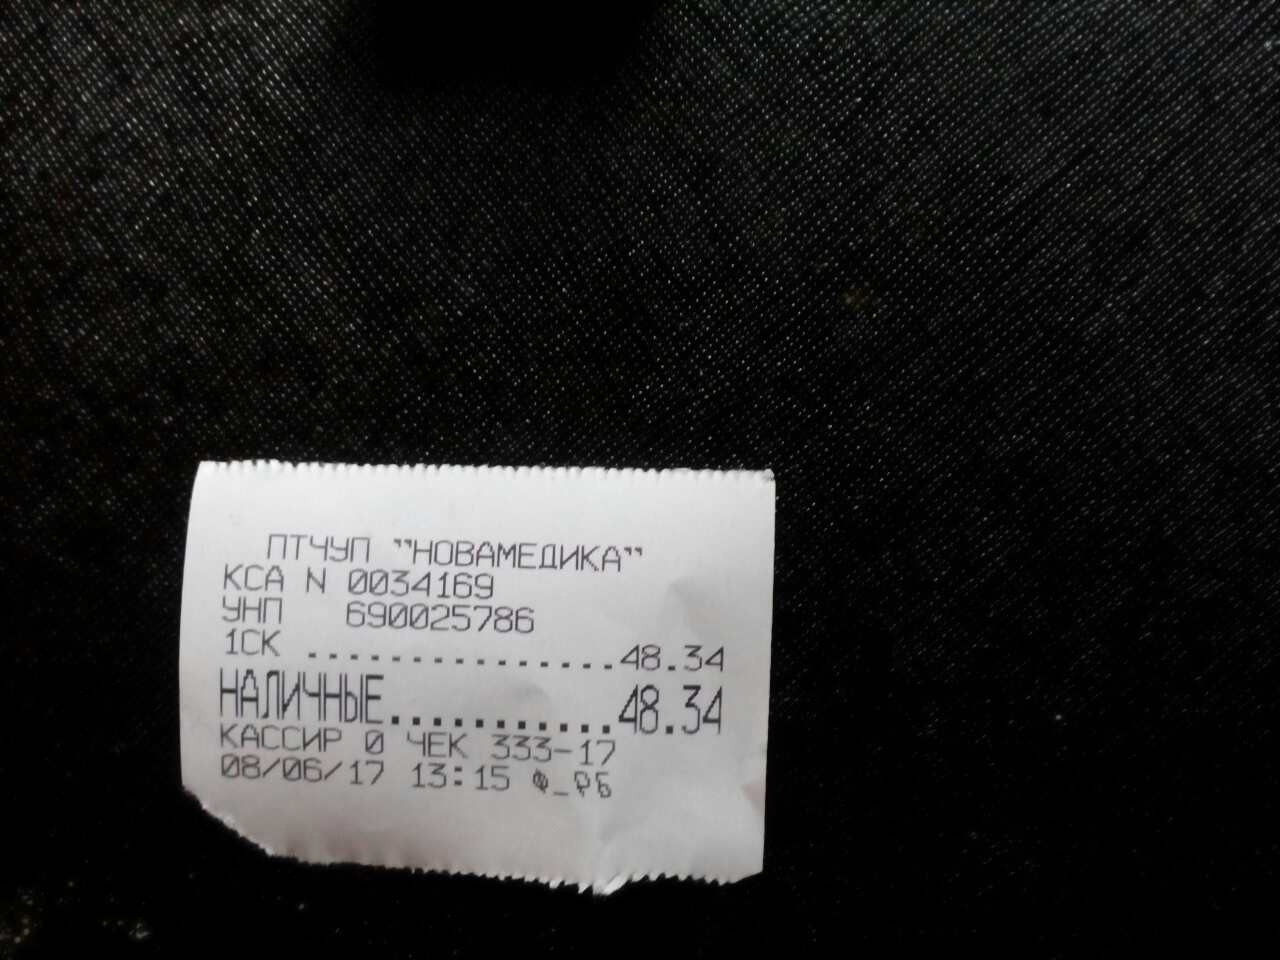 ПТЧУП "НОВАМЕДИКА"
КСА N 0034169
УНП 690025786
1СК ...............48.34
НАЛИЧНЫЕ...........48.34
КАССИР 0 ЧЕК 333-17
08/06/17 13:15 Ф_РБ